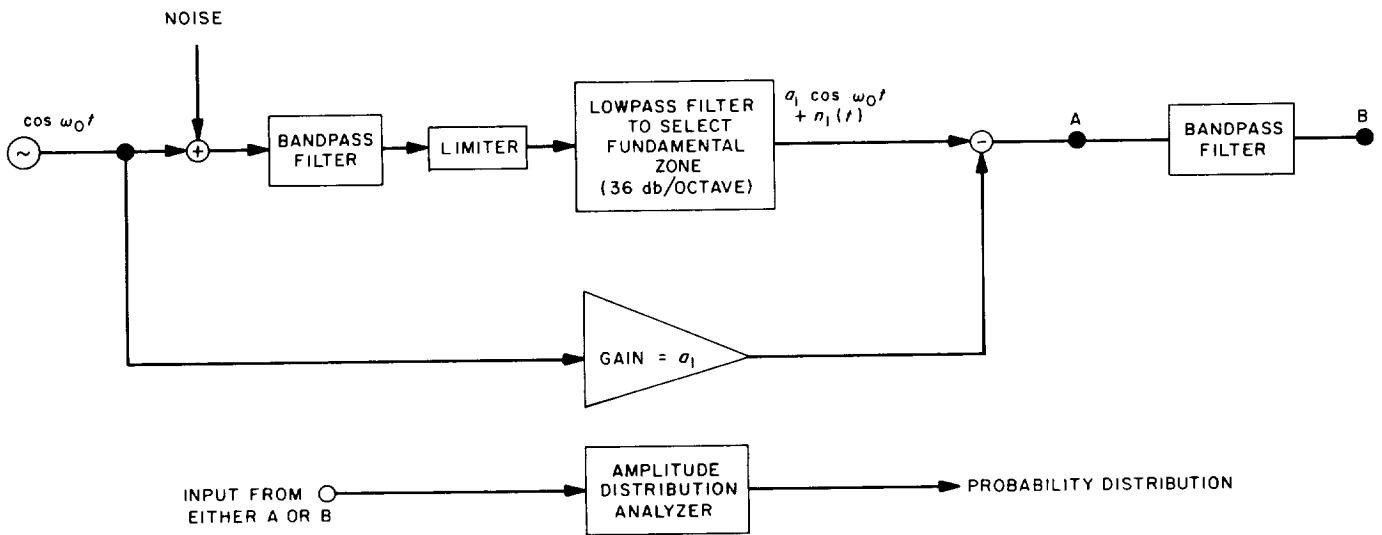 NOISE
cos ω₀t
~
+
BANDPASS
FILTER
LIMITER
LOWPASS FILTER
TO SELECT
FUNDAMENTAL
ZONE
(36 db/OCTAVE)
a₁ cos ω₀t
+ n₁(t)
−
A
BANDPASS
FILTER
B
GAIN = a₁
INPUT FROM
EITHER A OR B
AMPLITUDE
DISTRIBUTION
ANALYZER
PROBABILITY DISTRIBUTION